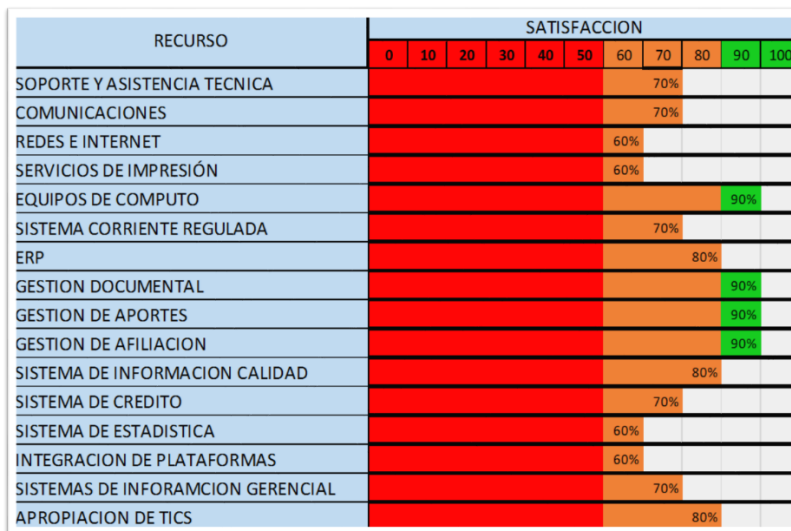 RECURSO
SATISFACCION
0 10 20 30 40 50 60 70 80 90 100
SOPORTE Y ASISTENCIA TECNICA 70%
COMUNICACIONES 70%
REDES E INTERNET 60%
SERVICIOS DE IMPRESIÓN 60%
EQUIPOS DE COMPUTO 90%
SISTEMA CORRIENTE REGULADA 70%
ERP 80%
GESTION DOCUMENTAL 90%
GESTION DE APORTES 90%
GESTION DE AFILIACION 90%
SISTEMA DE INFORMACION CALIDAD 80%
SISTEMA DE CREDITO 70%
SISTEMA DE ESTADISTICA 60%
INTEGRACION DE PLATAFORMAS 60%
SISTEMAS DE INFORAMCION GERENCIAL 70%
APROPIACION DE TICS 80%